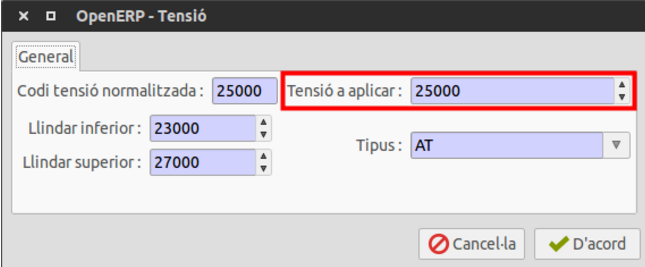 OpenERP - Tensió
General
Codi tensió normalitzada : 25000 Tensió a aplicar : 25000
Llindar inferior : 23000
Tipus : AT
Llindar superior : 27000
Cancel·la D'acord